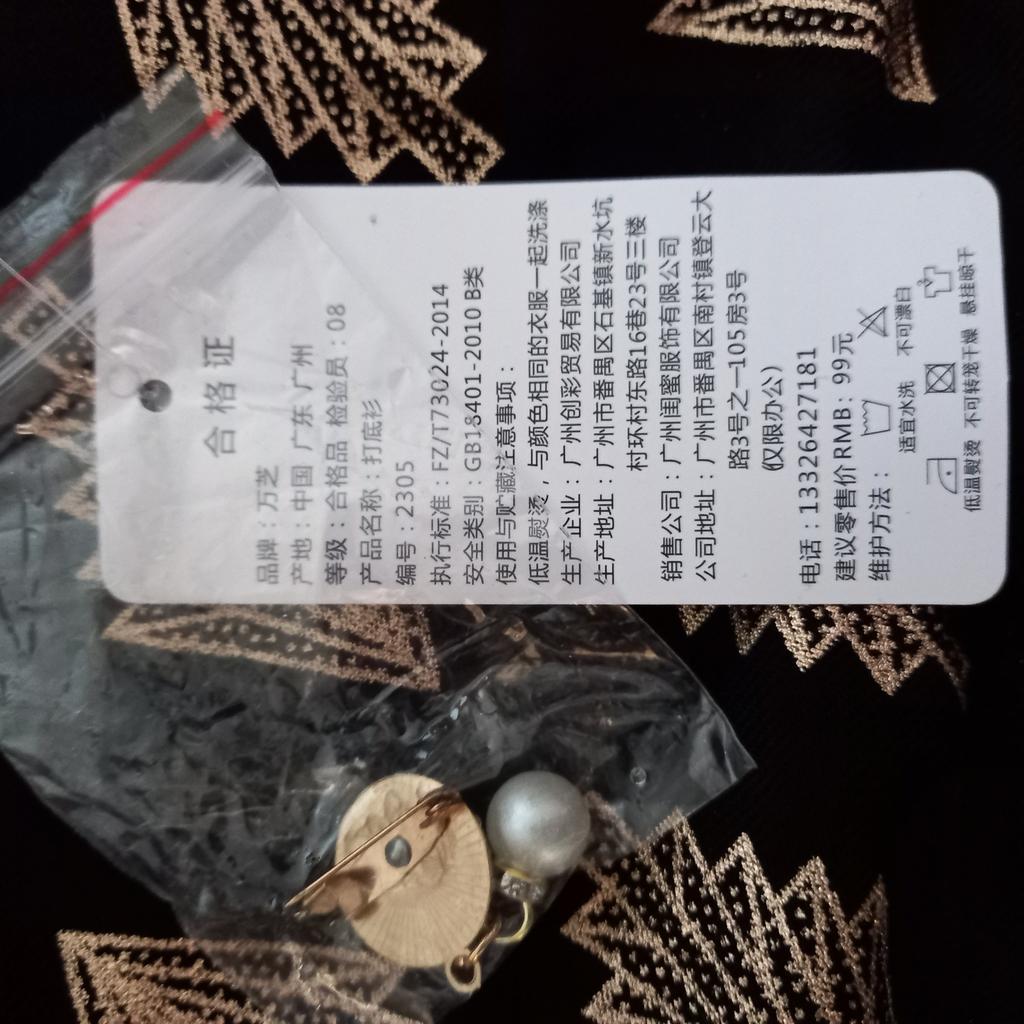 合格证
品牌：万芝
产地：中国 广东 广州
等级：合格品 检验员：08
产品名称：打底衫
编号：2305
执行标准：FZ/T73024-2014
安全类别：GB18401-2010 B类
使用与贮藏注意事项：
低温熨烫，与颜色相同的衣服一起洗涤
生产企业：广州创彩贸易有限公司
生产地址：广州市番禺区石基镇新水坑
村环村东路16巷23号三楼
销售公司：广州闺蜜服饰有限公司
公司地址：广州市番禺区南村镇登云大
路3号之一105房3号
（仅限办公）
电话：13326427181
建议零售价RMB：99元
维护方法：
适宜水洗 不可漂白
低温熨烫 不可转笼干燥 悬挂晾干